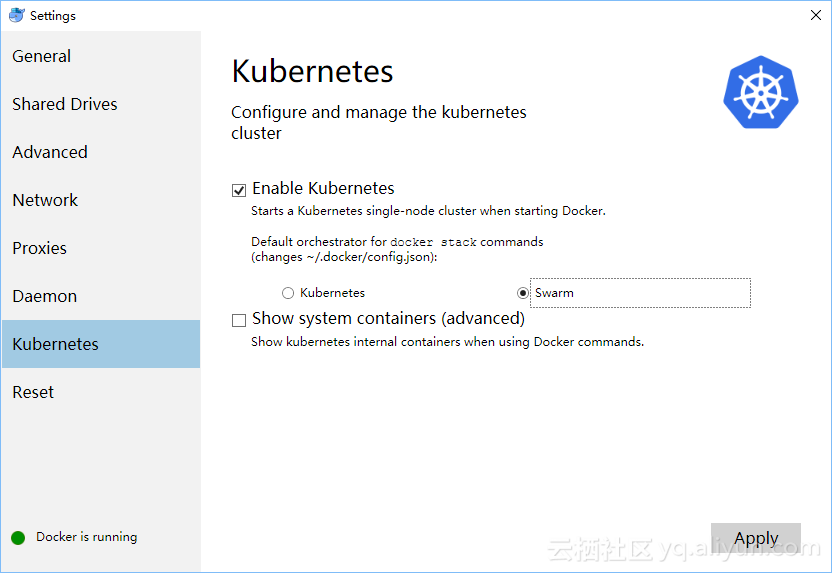 Settings
General
Shared Drives
Advanced
Network
Proxies
Daemon
Kubernetes
Reset
Docker is running
Kubernetes
Configure and manage the kubernetes
cluster
Enable Kubernetes
Starts a Kubernetes single-node cluster when starting Docker.
Default orchestrator for docker stack commands
(changes ~/.docker/config.json):
Kubernetes
Swarm
Show system containers (advanced)
Show kubernetes internal containers when using Docker commands.
Apply
云栖社区 yq.aliyun.com